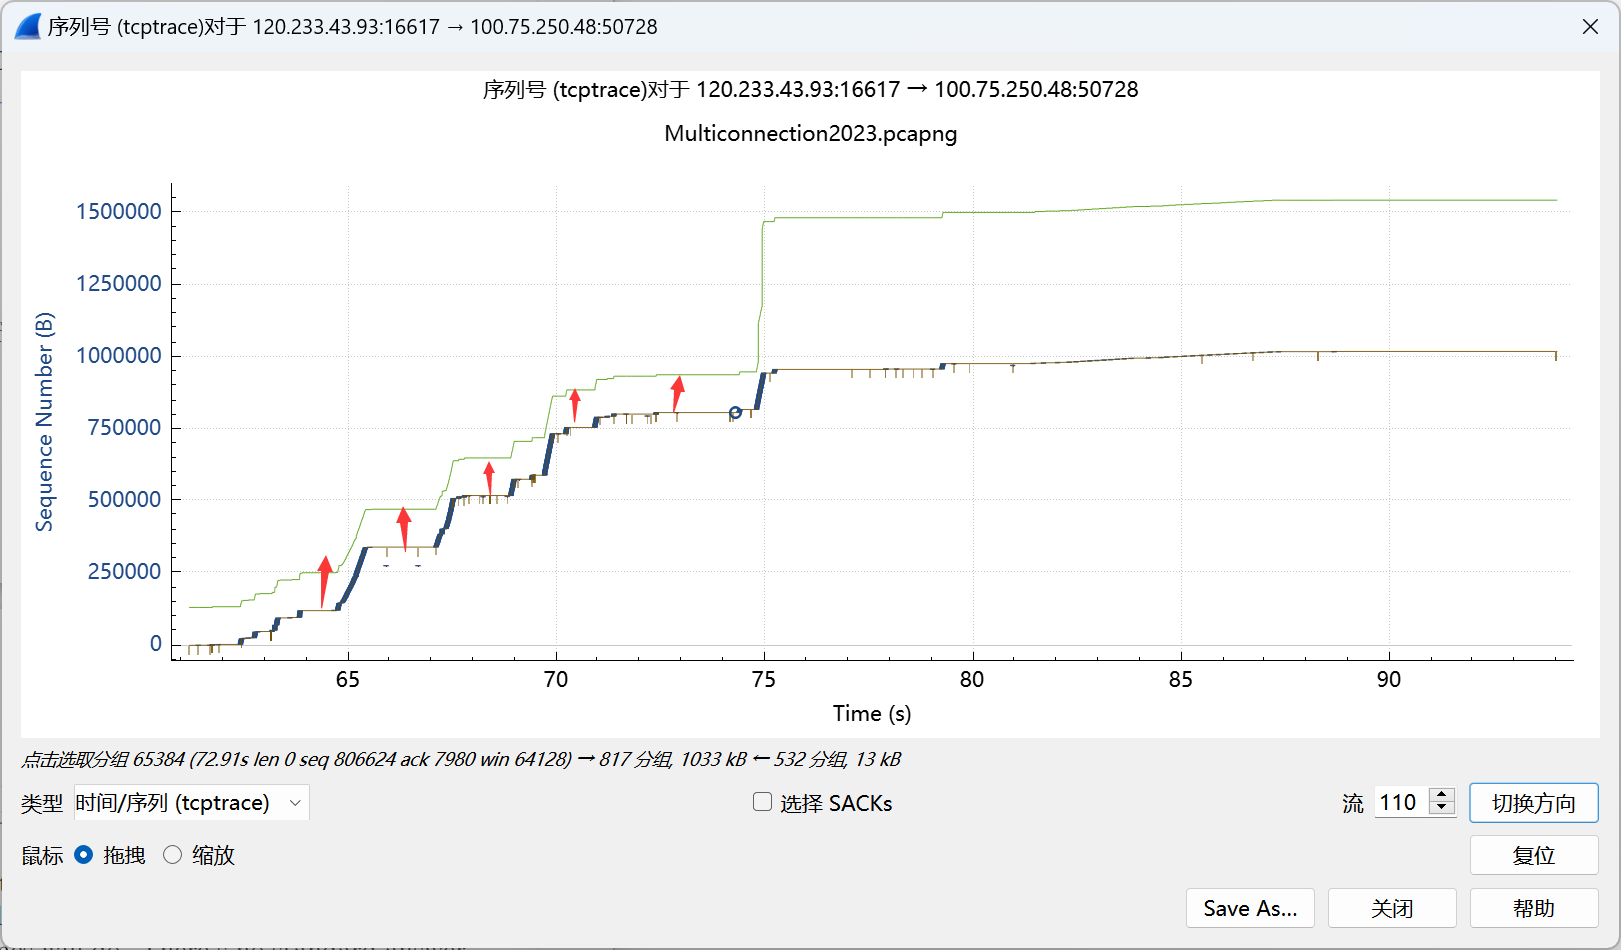 序列号 (tcptrace)对于 120.233.43.93:16617 → 100.75.250.48:50728
序列号 (tcptrace)对于 120.233.43.93:16617 → 100.75.250.48:50728
Multiconnection2023.pcapng
1500000
1250000
1000000
750000
500000
250000
0
Sequence Number (B)
65 70 75 80 85 90
Time (s)
点击选取分组 65384 (72.91s len 0 seq 806624 ack 7980 win 64128) → 817 分组, 1033 kB ← 532 分组, 13 kB
类型 时间/序列 (tcptrace) 选择 SACKs 流 110 切换方向
鼠标 拖拽 缩放 复位
Save As... 关闭 帮助